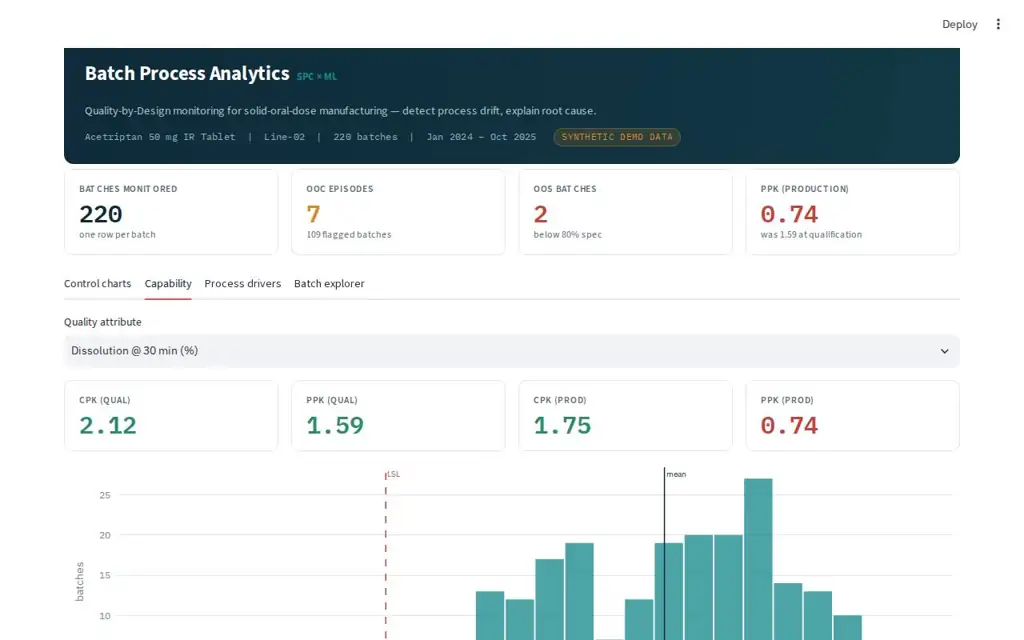 Deploy
Batch Process Analytics SPC × ML
Quality-by-Design monitoring for solid-oral-dose manufacturing — detect process drift, explain root cause.
Acetriptan 50 mg IR Tablet | Line-02 | 220 batches | Jan 2024 – Oct 2025 SYNTHETIC DEMO DATA
BATCHES MONITORED
220
one row per batch
OOC EPISODES
7
109 flagged batches
OOS BATCHES
2
below 80% spec
PPK (PRODUCTION)
0.74
was 1.59 at qualification
Control charts Capability Process drivers Batch explorer
Quality attribute
Dissolution @ 30 min (%)
CPK (QUAL)
2.12
PPK (QUAL)
1.59
CPK (PROD)
1.75
PPK (PROD)
0.74
LSL
mean
25
20
15
10
batches